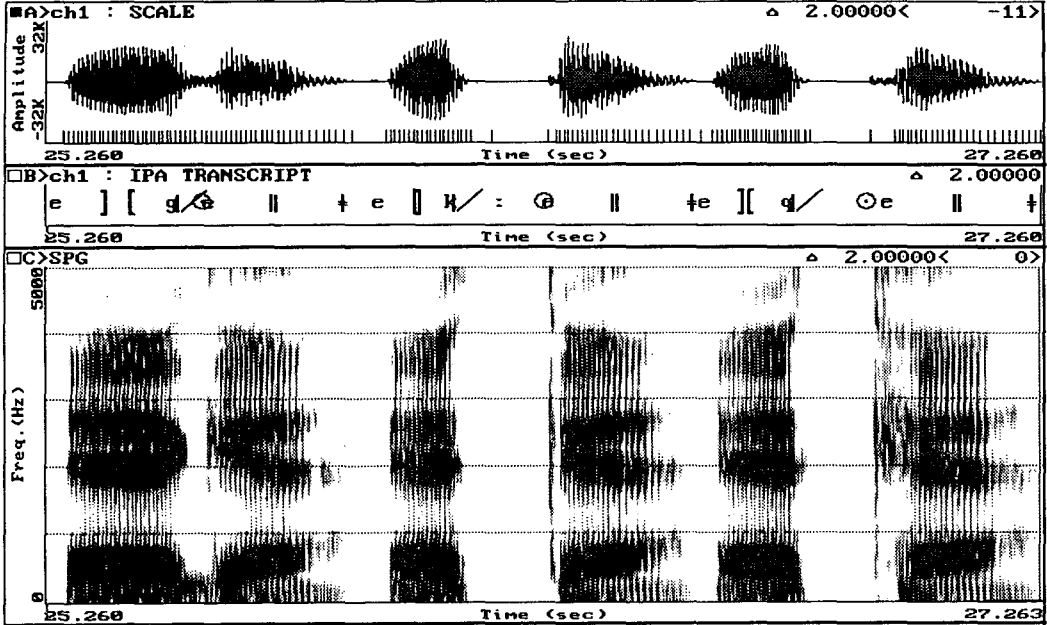 A>ch1 : SCALE △ 2.00000< -11>
Amplitude
32K
-32K
25.260 Time (sec) 27.260
B>ch1 : IPA TRANSCRIPT △ 2.00000
25.260 Time (sec) 27.260
C>SPG △ 2.00000< 0>
5000
Freq.(Hz)
0
25.260 Time (sec) 27.263